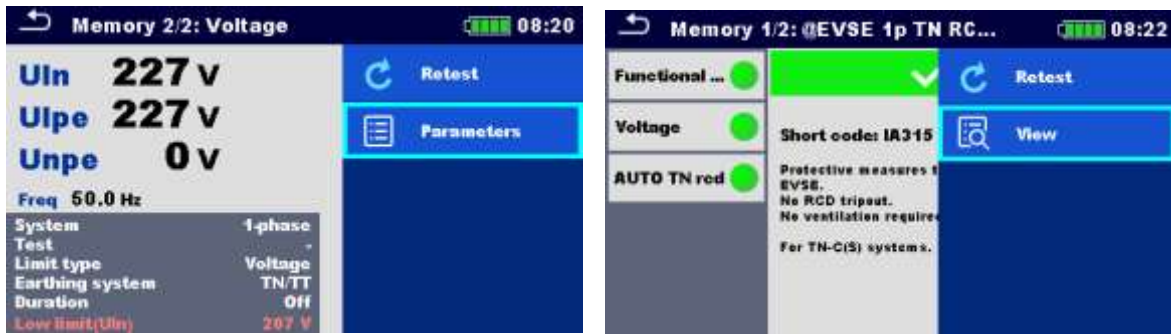 Memory 2/2: Voltage 08:20
Uln 227 V
Ulpe 227 V
Unpe 0 V
Freq 50.0 Hz
System 1-phase
Test -
Limit type Voltage
Earthing system TN/TT
Duration Off
Low limit(Uln) 207 V
Retest
Parameters
Memory 1/2: @EVSE 1p TN RC... 08:22
Functional ...
Voltage
AUTO TN rcd
Short code: IA315
Protective measures t
EVSE.
No RCD tripout.
No ventilation require
For TN-C(S) systems.
Retest
View